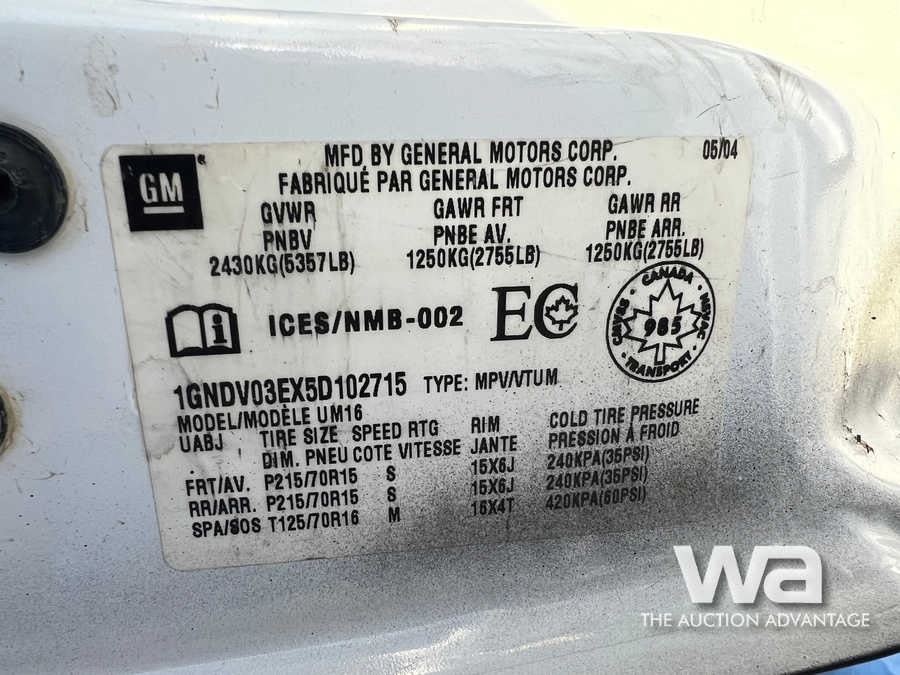 GM
MFD BY GENERAL MOTORS CORP. 05/04
FABRIQUÉ PAR GENERAL MOTORS CORP.
GVWR GAWR FRT GAWR RR
PNBV PNBE AV. PNBE ARR.
2430KG(5357LB) 1250KG(2755LB) 1250KG(2755LB)
i ICES/NMB-002 EC
CANADA
985
TRANSPORT
1GNDV03EX5D102715 TYPE: MPV/VTUM
MODEL/MODÈLE UM16
UABJ TIRE SIZE SPEED RTG RIM COLD TIRE PRESSURE
DIM. PNEU COTE VITESSE JANTE PRESSION À FROID
FRT/AV. P215/70R15 S 15X6J 240KPA(35PSI)
RR/ARR. P215/70R15 S 15X6J 240KPA(35PSI)
SPA/SOS T125/70R16 M 16X4T 420KPA(60PSI)
wa
THE AUCTION ADVANTAGE